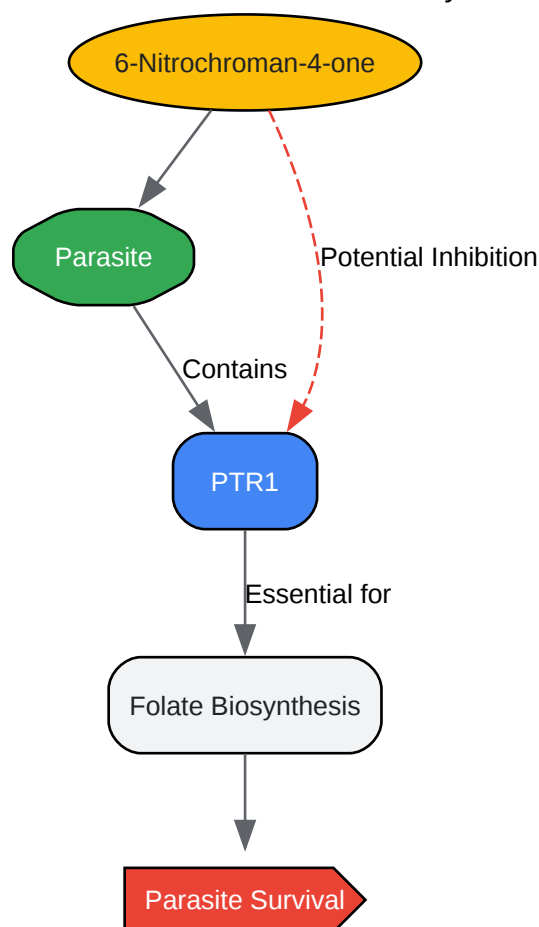 6-Nitrochroman-4-one
Parasite
Potential Inhibition
Contains
PTR1
Essential for
Folate Biosynthesis
Parasite Survival